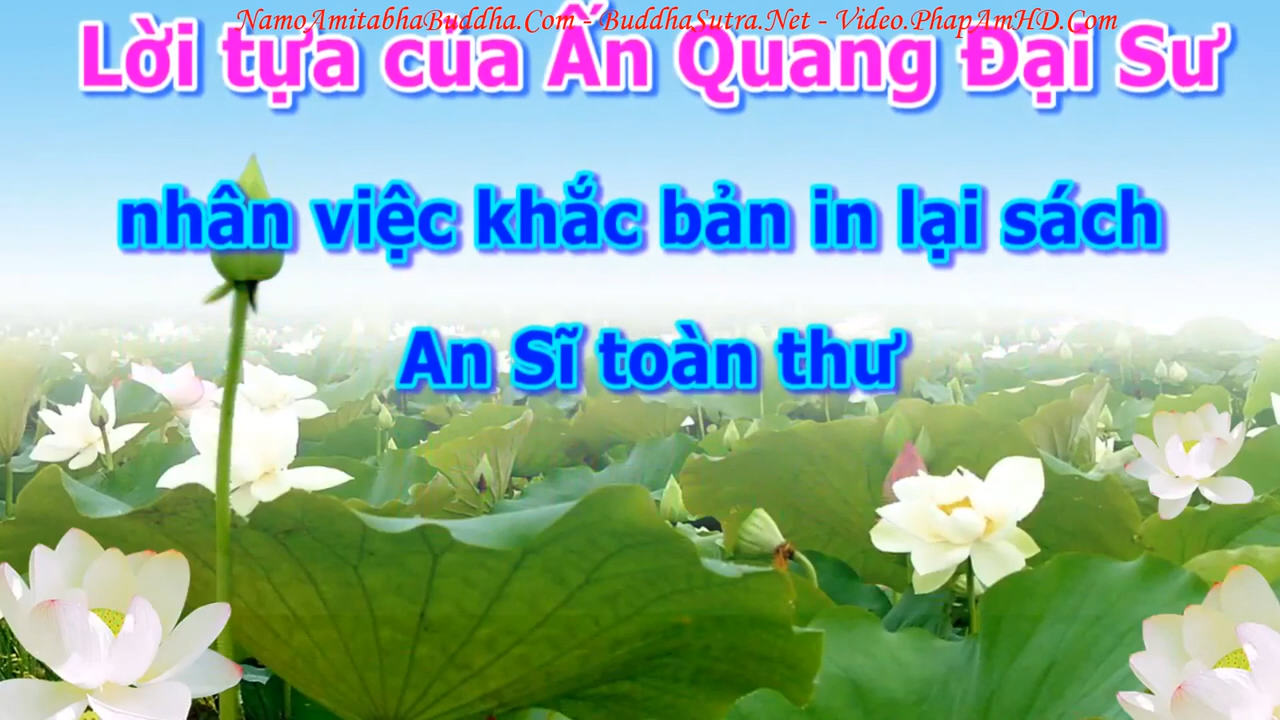 NamoAmitabhaBuddha.Com - BuddhaSutra.Net - Video.PhapAmHD.Com
Lời tựa của Ấn Quang Đại Sư
nhân việc khắc bản in lại sách
An Sĩ toàn thư